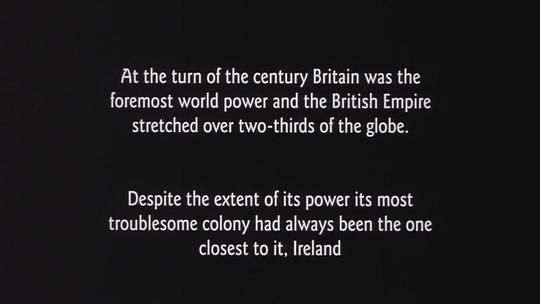 At the turn of the century Britain was the
foremost world power and the British Empire
stretched over two-thirds of the globe.
Despite the extent of its power its most
troublesome colony had always been the one
closest to it, Ireland